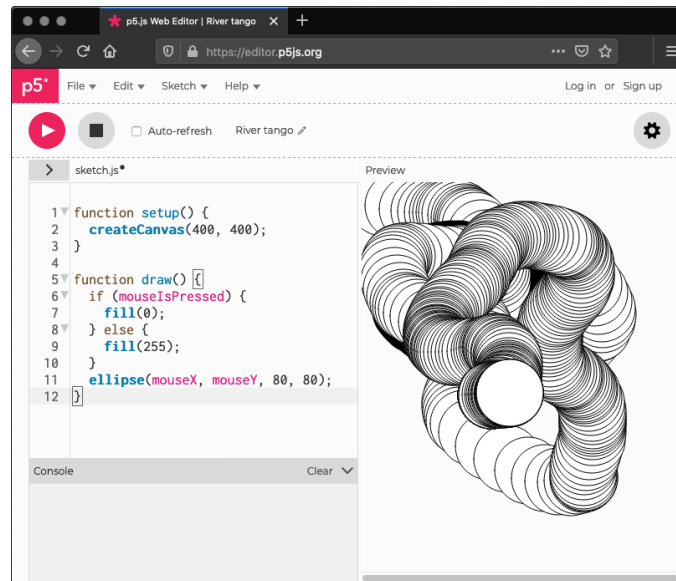 p5.js Web Editor | River tango
https://editor.p5js.org
p5* File Edit Sketch Help Log in or Sign up
Auto-refresh River tango
sketch.js Preview
1 function setup() {
2 createCanvas(400, 400);
3 }
4
5 function draw() {
6 if (mouseIsPressed) {
7 fill(0);
8 } else {
9 fill(255);
10 }
11 ellipse(mouseX, mouseY, 80, 80);
12 }
Console Clear